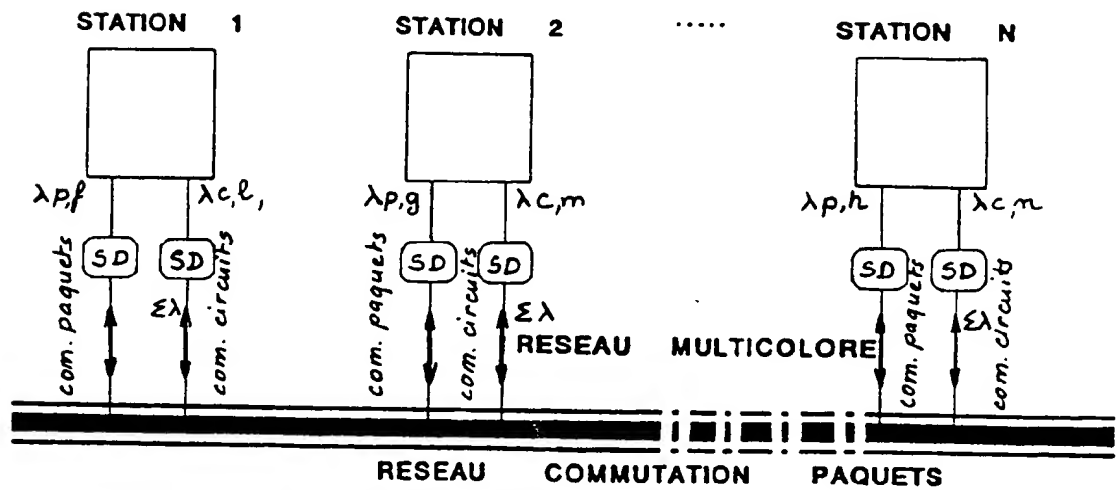 STATION 1
STATION 2
.....
STATION N
λp,f
λc,l,
λp,g
λc,m
λp,h
λc,n
com. paquets
SD
SD
com. circuits
Σλ
com. paquets
SD
com. circuits
SD
Σλ
SD
com. paquets
SD
com. circuits
Σλ
RESEAU MULTICOLORE
RESEAU COMMUTATION PAQUETS